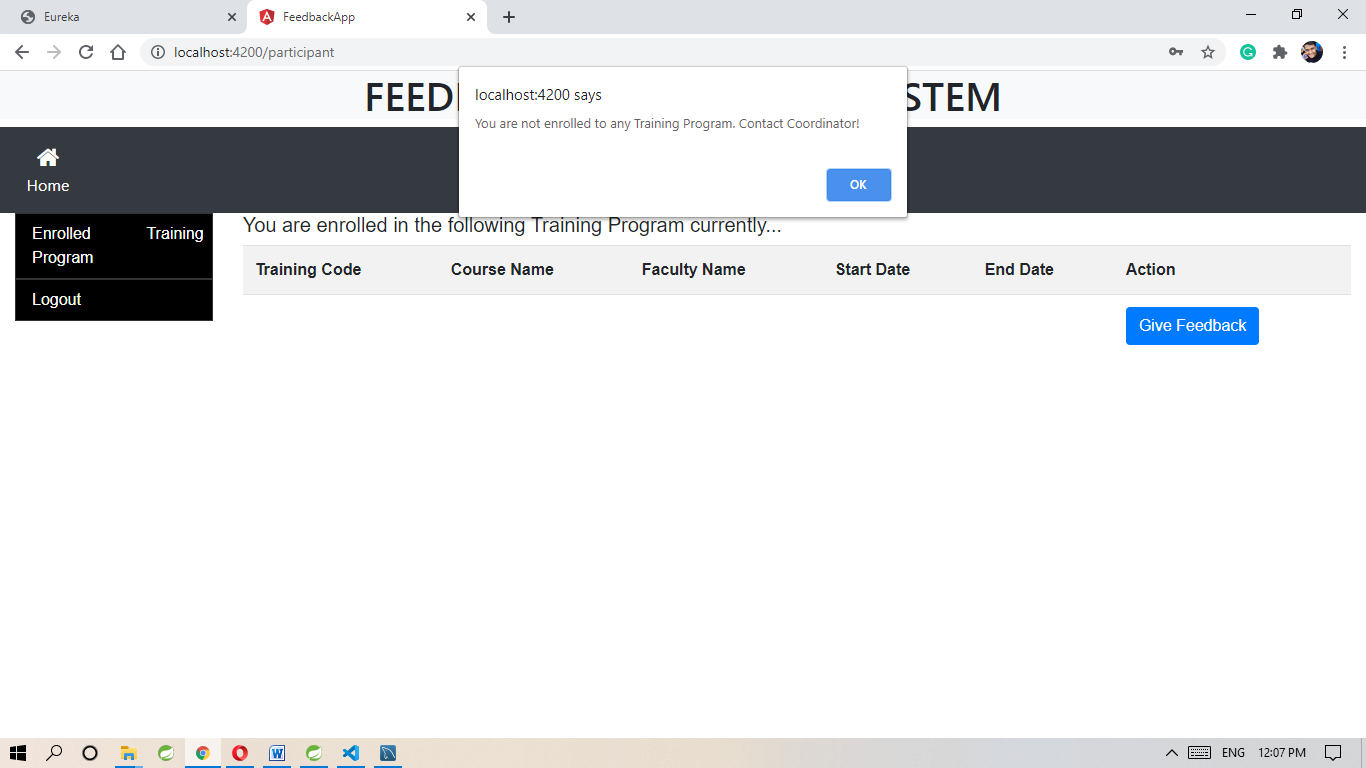 Eureka
FeedbackApp
localhost:4200/participant
FEED STEM
localhost:4200 says
You are not enrolled to any Training Program. Contact Coordinator!
OK
Home
Enrolled Training
Program
Logout
You are enrolled in the following Training Program currently...
Training Code Course Name Faculty Name Start Date End Date Action
Give Feedback
ENG 12:07 PM